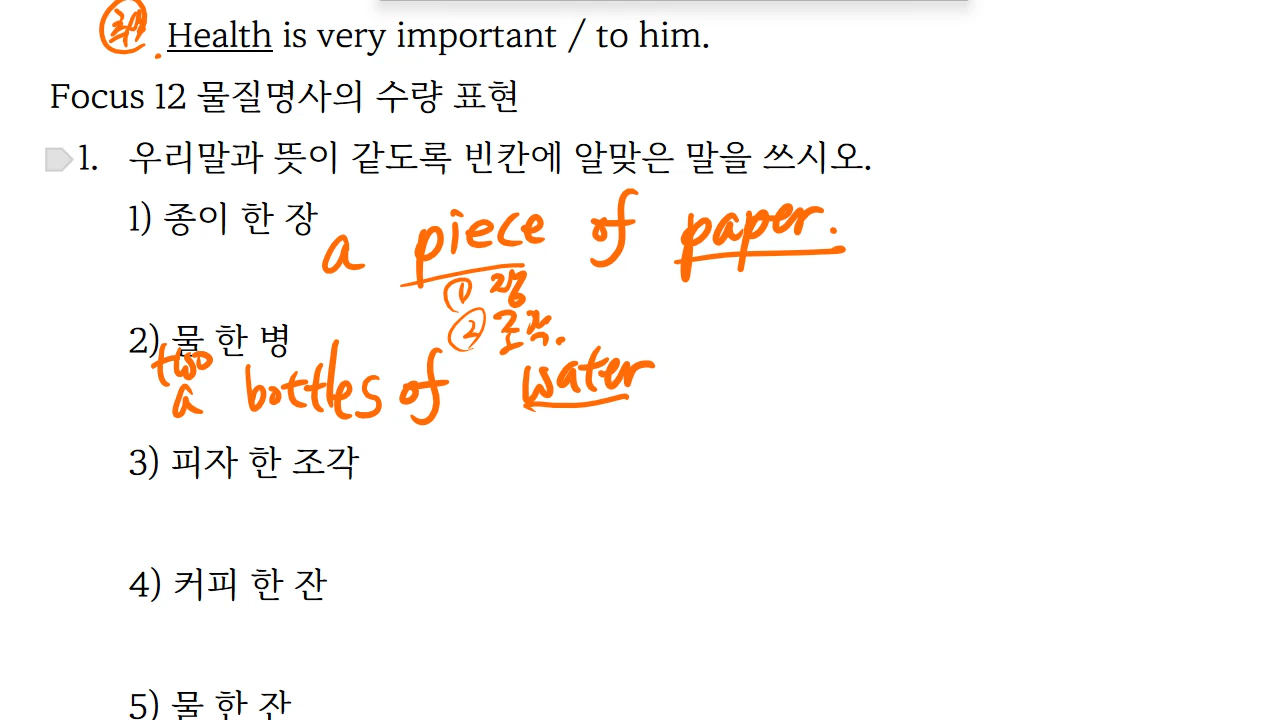 주어. Health is very important / to him.
Focus 12 물질명사의 수량 표현
1. 우리말과 뜻이 같도록 빈칸에 알맞은 말을 쓰시오.
1) 종이 한 장
a piece of paper.
① 장
② 조각.
2) 물 한 병
two
a bottles of water
3) 피자 한 조각
4) 커피 한 잔
5) 물 한 잔